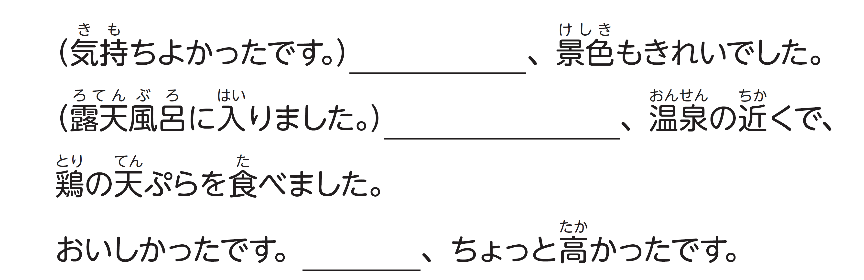 （気持ちよかったです。）＿＿＿＿＿＿、景色もきれいでした。
（露天風呂に入りました。）＿＿＿＿＿＿＿＿、温泉の近くで、
鶏の天ぷらを食べました。
おいしかったです。＿＿＿＿、ちょっと高かったです。